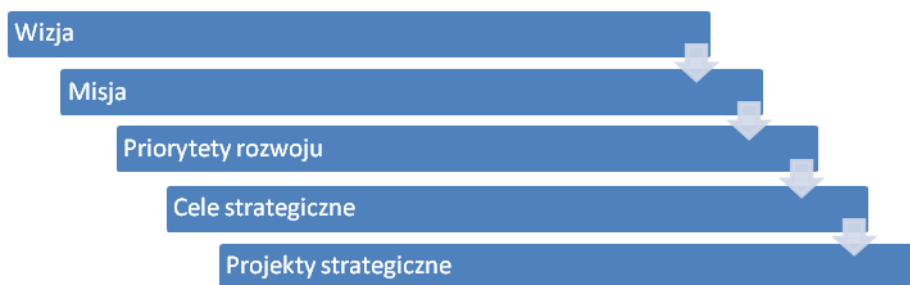 Wizja
Misja
Priorytety rozwoju
Cele strategiczne
Projekty strategiczne